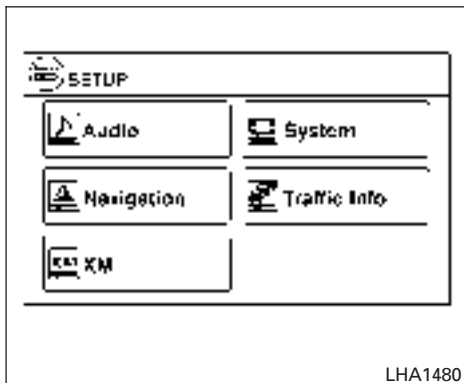 SETUP
Audio
System
Navigation
Traffic Info
XM
LHA1480